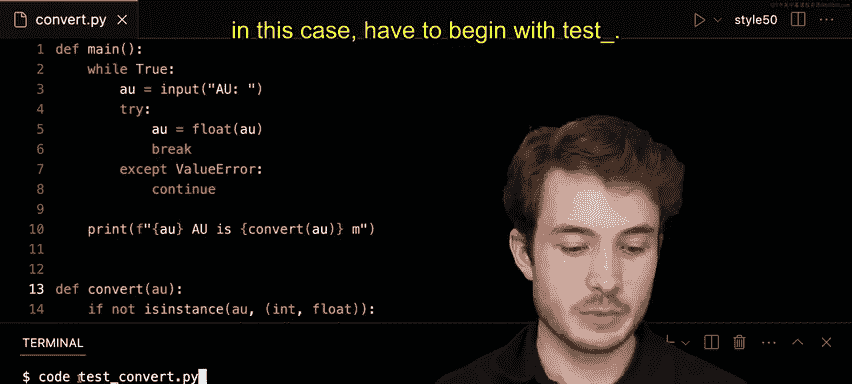 convert.py
style50
in this case, have to begin with test_.
1 def main():
2     while True:
3         au = input("AU: ")
4         try:
5             au = float(au)
6             break
7         except ValueError:
8             continue
9
10     print(f"{au} AU is {convert(au)} m")
11
12
13 def convert(au):
14     if not isinstance(au, (int, float)):
TERMINAL
$ code test_convert.py